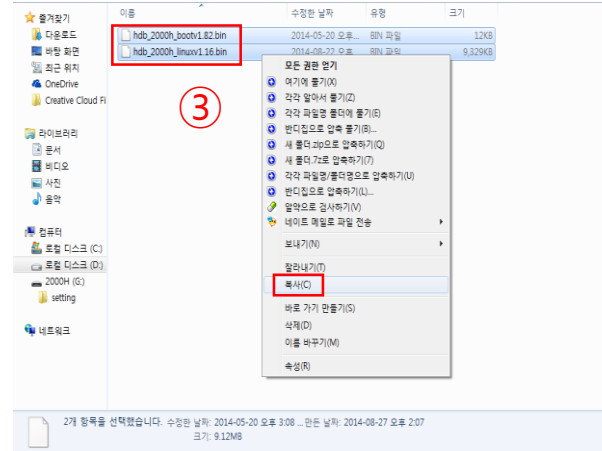 이름 수정한 날짜 유형 크기
즐겨찾기
다운로드
바탕 화면
최근 위치
OneDrive
Creative Cloud Fi
라이브러리
문서
비디오
사진
음악
컴퓨터
로컬 디스크 (C:)
로컬 디스크 (D:)
2000H (G:)
setting
네트워크
hdb_2000h_bootv1.82.bin 2014-05-20 오후... BIN 파일 12KB
hdb_2000h_linuxv1.16.bin 2014-08-22 오후 BIN 파일 9,329KB
③
모든 권한 얻기
여기에 풀기(X)
각각 알아서 풀기(Z)
각각 파일명 폴더에 풀기(E)
반디집으로 압축 풀기(B)...
새 폴더.zip으로 압축하기(Q)
새 폴더.7z로 압축하기(7)
각각 파일명/폴더명으로 압축하기(U)
반디집으로 압축하기(L)...
알약으로 검사하기(V)
네이트 메일로 파일 전송
보내기(N)
잘라내기(T)
복사(C)
바로 가기 만들기(S)
삭제(D)
이름 바꾸기(M)
속성(R)
2개 항목을 선택했습니다. 수정한 날짜: 2014-05-20 오후 3:08 ... 만든 날짜: 2014-08-27 오후 2:07
크기: 9.12MB